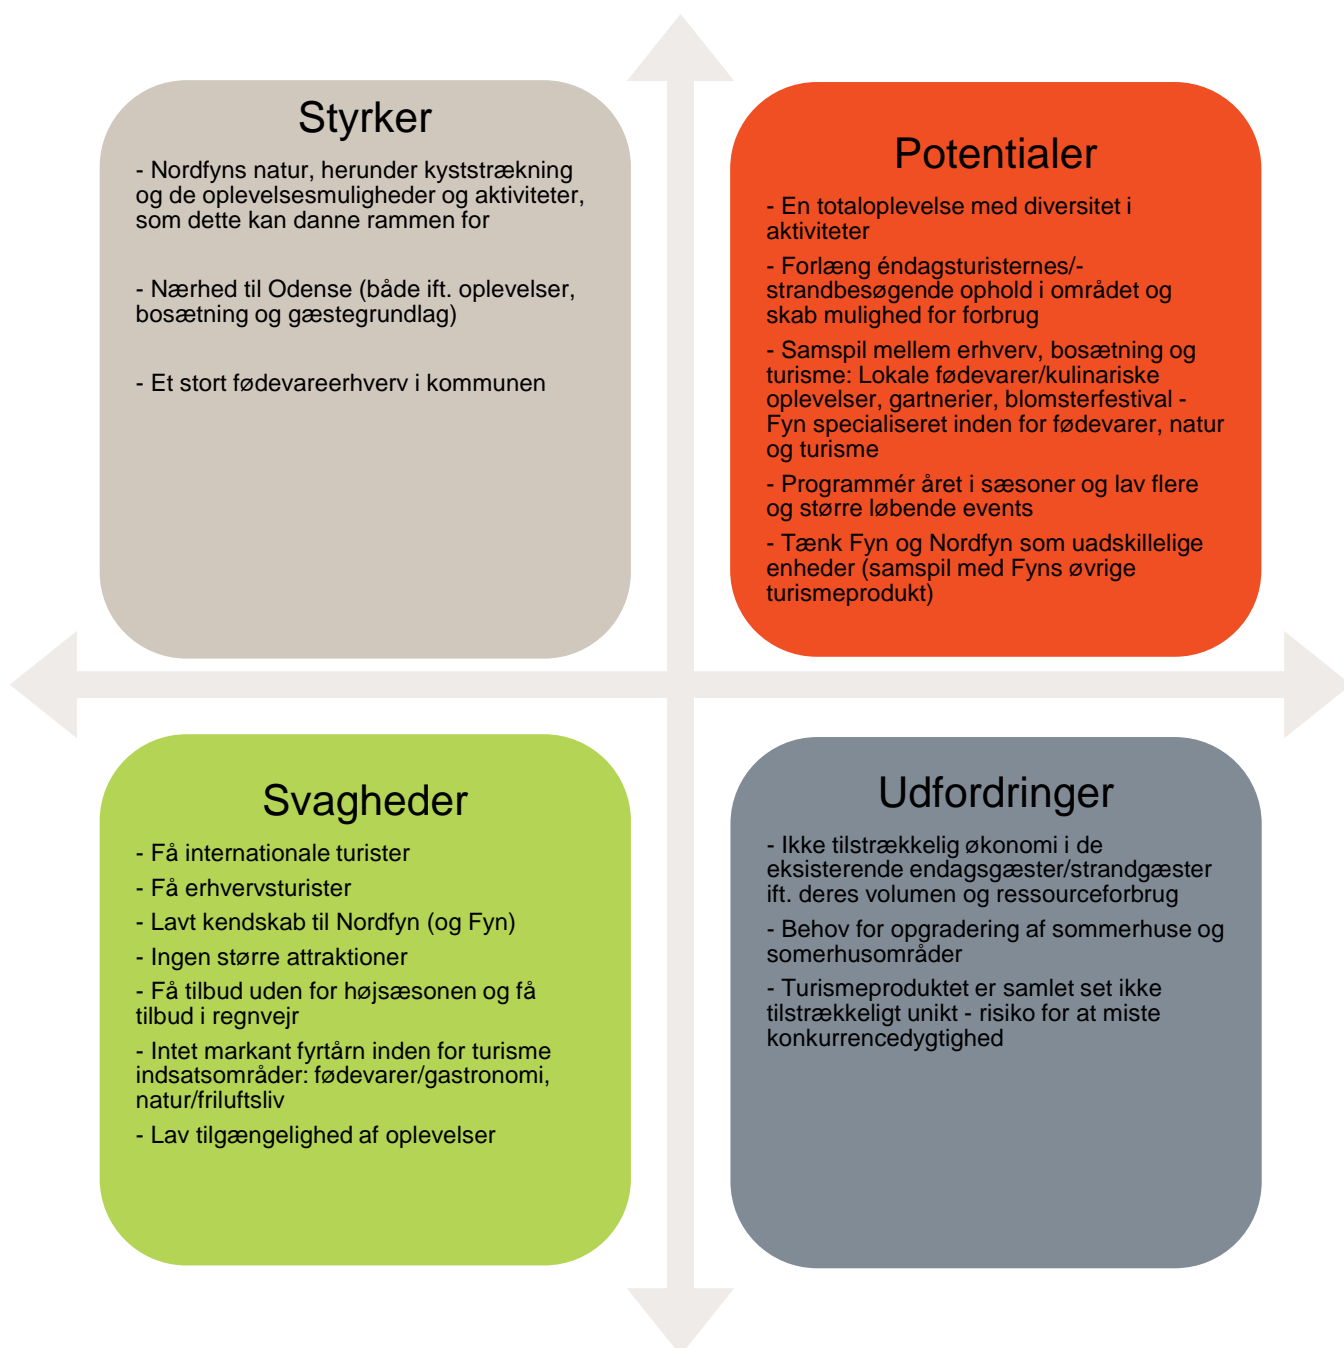 Styrker
- Nordfyns natur, herunder kyststrækning
og de oplevelsesmuligheder og aktiviteter,
som dette kan danne rammen for
- Nærhed til Odense (både ift. oplevelser,
bosætning og gæstegrundlag)
- Et stort fødevareerhverv i kommunen
Potentialer
- En totaloplevelse med diversitet i
aktiviteter
- Forlæng éndagsturisternes/-
strandbesøgende ophold i området og
skab mulighed for forbrug
- Samspil mellem erhverv, bosætning og
turisme: Lokale fødevarer/kulinariske
oplevelser, gartnerier, blomsterfestival -
Fyn specialiseret inden for fødevarer, natur
og turisme
- Programmér året i sæsoner og lav flere
og større løbende events
- Tænk Fyn og Nordfyn som uadskillelige
enheder (samspil med Fyns øvrige
turismeprodukt)
Svagheder
- Få internationale turister
- Få erhvervsturister
- Lavt kendskab til Nordfyn (og Fyn)
- Ingen større attraktioner
- Få tilbud uden for højsæsonen og få
tilbud i regnvejr
- Intet markant fyrtårn inden for turisme
indsatsområder: fødevarer/gastronomi,
natur/friluftsliv
- Lav tilgængelighed af oplevelser
Udfordringer
- Ikke tilstrækkelig økonomi i de
eksisterende endagsgæster/strandgæster
ift. deres volumen og ressourceforbrug
- Behov for opgradering af sommerhuse og
somerhusområder
- Turismeproduktet er samlet set ikke
tilstrækkeligt unikt - risiko for at miste
konkurrencedygtighed